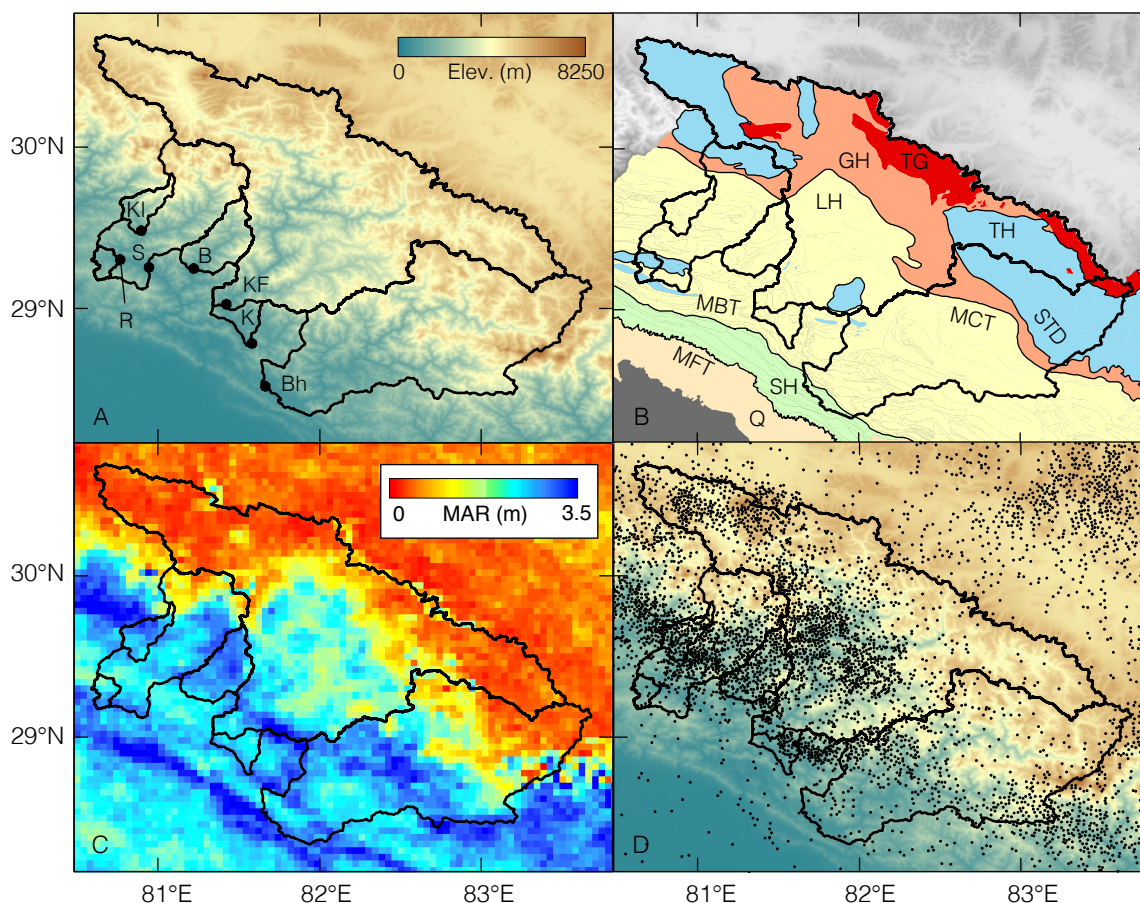 0 Elev. (m) 8250
30°N
29°N
KI
S
B
KF
K
R
Bh
A
GH
TG
LH
TH
MBT
MCT
STD
MFT
SH
Q
B
0 MAR (m) 3.5
30°N
29°N
C
D
81°E 82°E 83°E 81°E 82°E 83°E